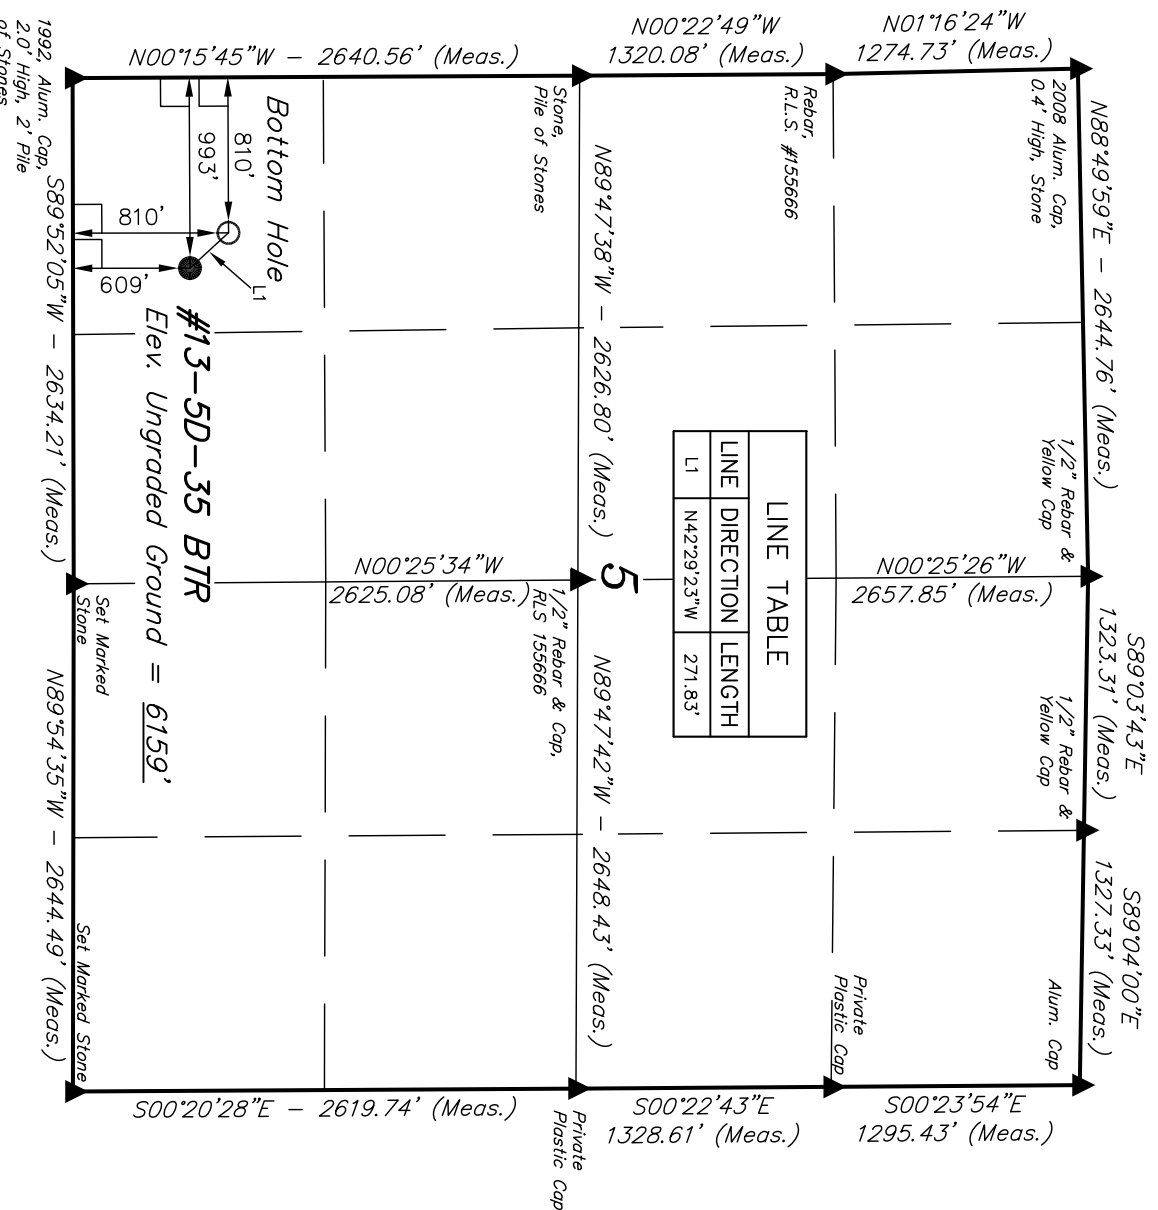 N00°15'45"W – 2640.56' (Meas.)
N00°22'49"W
1320.08' (Meas.)
N01°16'24"W
1274.73' (Meas.)
N88°49'59"E – 2644.76' (Meas.)
S89°03'43"E
1323.31' (Meas.)
S89°04'00"E
1327.33' (Meas.)
2008 Alum. Cap,
0.4' High, Stone
1/2" Rebar &
Yellow Cap
1/2" Rebar &
Yellow Cap
Alum. Cap
Rebar,
R.L.S. #155666
Private
Plastic Cap
N00°25'26"W
2657.85' (Meas.)
LINE TABLE
LINE DIRECTION LENGTH
L1 N42°29'23"W 271.83'
5
N89°47'38"W – 2626.80' (Meas.)
N89°47'42"W – 2648.43' (Meas.)
Stone,
Pile of Stones
1/2" Rebar & Cap,
RLS 155666
Private
Plastic Cap
N00°25'34"W
2625.08' (Meas.)
Bottom Hole
810'
993'
810'
609'
L1
#13–5D–35 BTR
Elev. Ungraded Ground = 6159'
Set Marked
Stone
Set Marked Stone
S89°52'05"W – 2634.21' (Meas.)
N89°54'35"W – 2644.49' (Meas.)
1992, Alum. Cap,
2.0' High, 2' Pile
of Stones
S00°20'28"E – 2619.74' (Meas.)
S00°22'43"E
1328.61' (Meas.)
S00°23'54"E
1295.43' (Meas.)